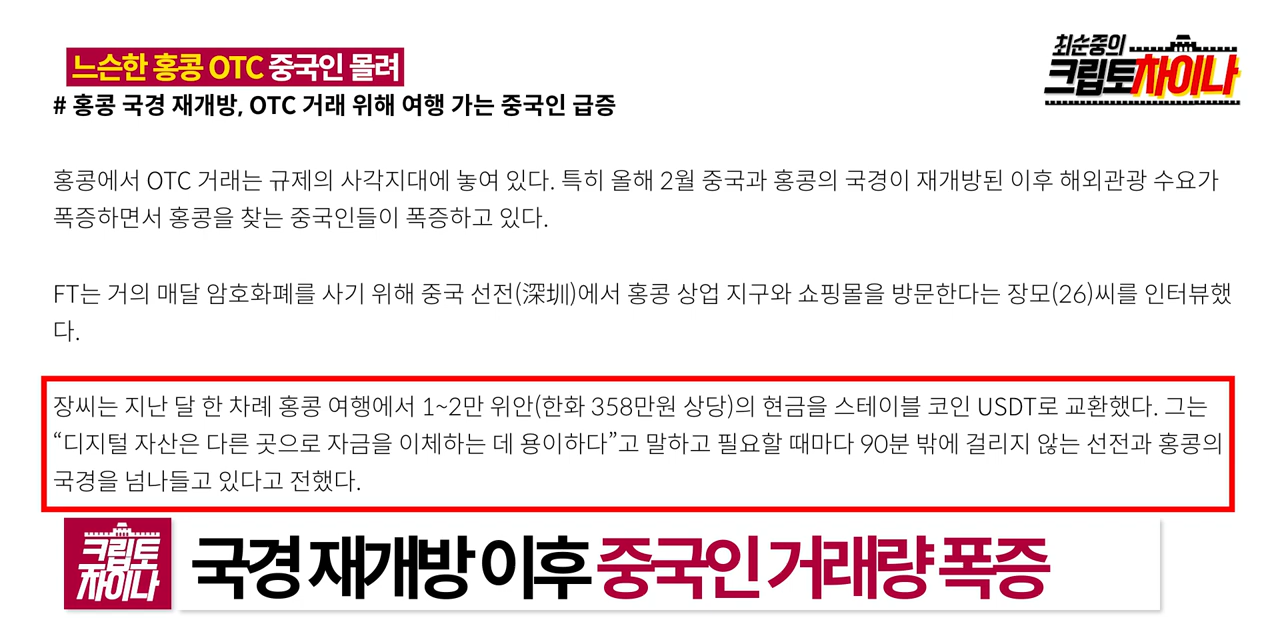 느슨한 홍콩 OTC 중국인 몰려
최순중의
크립토차이나
# 홍콩 국경 재개방, OTC 거래 위해 여행 가는 중국인 급증
홍콩에서 OTC 거래는 규제의 사각지대에 놓여 있다. 특히 올해 2월 중국과 홍콩의 국경이 재개방된 이후 해외관광 수요가
폭증하면서 홍콩을 찾는 중국인들이 폭증하고 있다.
FT는 거의 매달 암호화폐를 사기 위해 중국 선전(深圳)에서 홍콩 상업 지구와 쇼핑몰을 방문한다는 장모(26)씨를 인터뷰했
다.
장씨는 지난 달 한 차례 홍콩 여행에서 1~2만 위안(한화 358만원 상당)의 현금을 스테이블 코인 USDT로 교환했다. 그는
“디지털 자산은 다른 곳으로 자금을 이체하는 데 용이하다”고 말하고 필요할 때마다 90분 밖에 걸리지 않는 선전과 홍콩의
국경을 넘나들고 있다고 전했다.
크립토
차이나
국경 재개방 이후 중국인 거래량 폭증